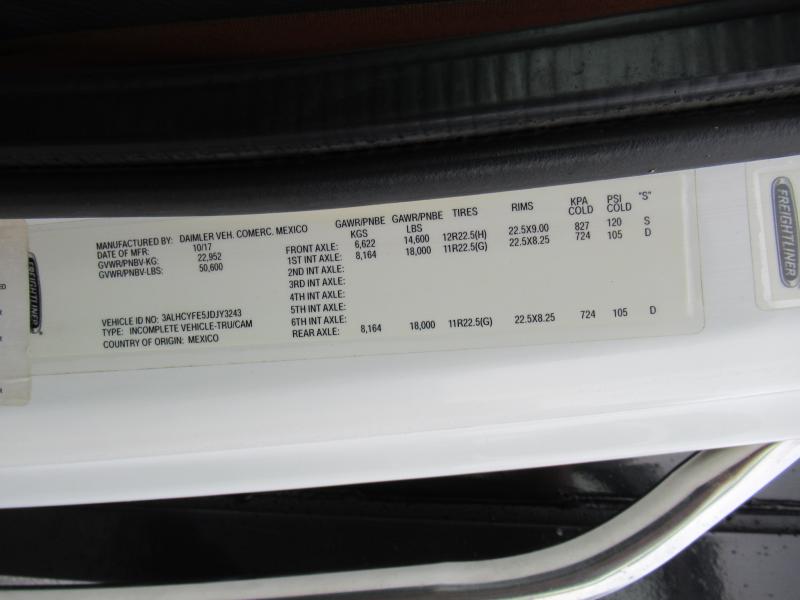 MANUFACTURED BY: DAIMLER VEH. COMERC. MEXICO
DATE OF MFR: 10/17
GVWR/PNBV-KG: 22,952
GVWR/PNBV-LBS: 50,600
VEHICLE ID NO: 3ALHCYFE5JDJY3243
TYPE: INCOMPLETE VEHICLE-TRU/CAM
COUNTRY OF ORIGIN: MEXICO
GAWR/PNBE KGS GAWR/PNBE LBS TIRES RIMS KPA COLD PSI COLD "S"
FRONT AXLE: 6,622 14,600 12R22.5(H) 22.5X9.00 827 120 S
1ST INT AXLE: 8,164 18,000 11R22.5(G) 22.5X8.25 724 105 D
2ND INT AXLE:
3RD INT AXLE:
4TH INT AXLE:
5TH INT AXLE:
6TH INT AXLE:
REAR AXLE: 8,164 18,000 11R22.5(G) 22.5X8.25 724 105 D
FREIGHTLINER
FREIGHTLINER